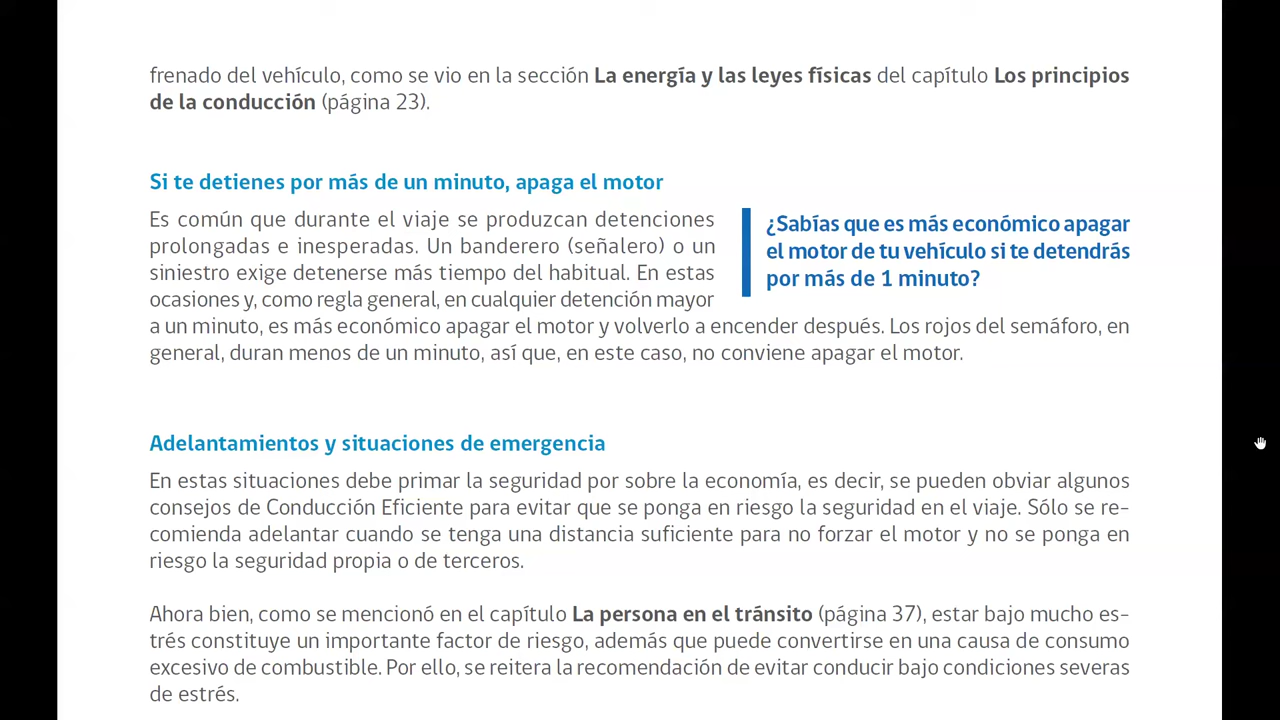 frenado del vehículo, como se vio en la sección La energía y las leyes físicas del capítulo Los principios
de la conducción (página 23).
Si te detienes por más de un minuto, apaga el motor
Es común que durante el viaje se produzcan detenciones
prolongadas e inesperadas. Un banderero (señalero) o un
siniestro exige detenerse más tiempo del habitual. En estas
ocasiones y, como regla general, en cualquier detención mayor
a un minuto, es más económico apagar el motor y volverlo a encender después. Los rojos del semáforo, en
general, duran menos de un minuto, así que, en este caso, no conviene apagar el motor.
¿Sabías que es más económico apagar
el motor de tu vehículo si te detendrás
por más de 1 minuto?
Adelantamientos y situaciones de emergencia
En estas situaciones debe primar la seguridad por sobre la economía, es decir, se pueden obviar algunos
consejos de Conducción Eficiente para evitar que se ponga en riesgo la seguridad en el viaje. Sólo se re-
comienda adelantar cuando se tenga una distancia suficiente para no forzar el motor y no se ponga en
riesgo la seguridad propia o de terceros.
Ahora bien, como se mencionó en el capítulo La persona en el tránsito (página 37), estar bajo mucho es-
trés constituye un importante factor de riesgo, además que puede convertirse en una causa de consumo
excesivo de combustible. Por ello, se reitera la recomendación de evitar conducir bajo condiciones severas
de estrés.